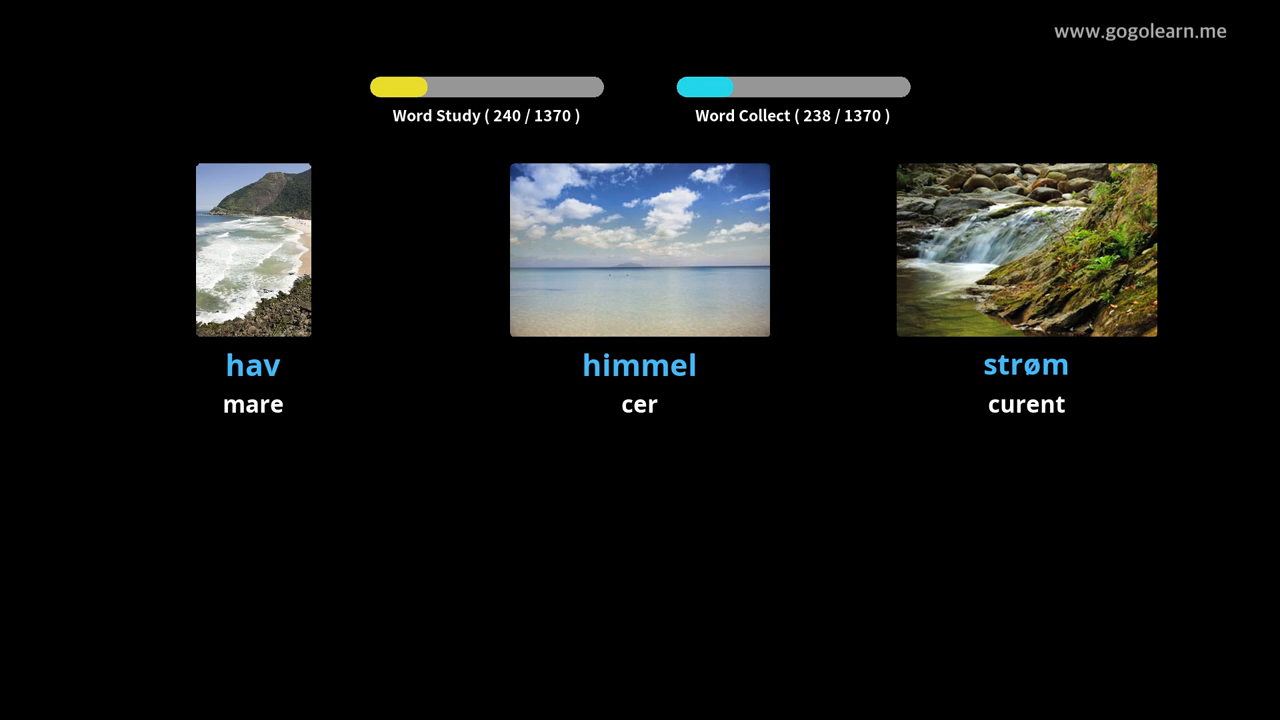 www.gogolearn.me
Word Study ( 240 / 1370 )
Word Collect ( 238 / 1370 )
hav
himmel
strøm
mare
cer
curent